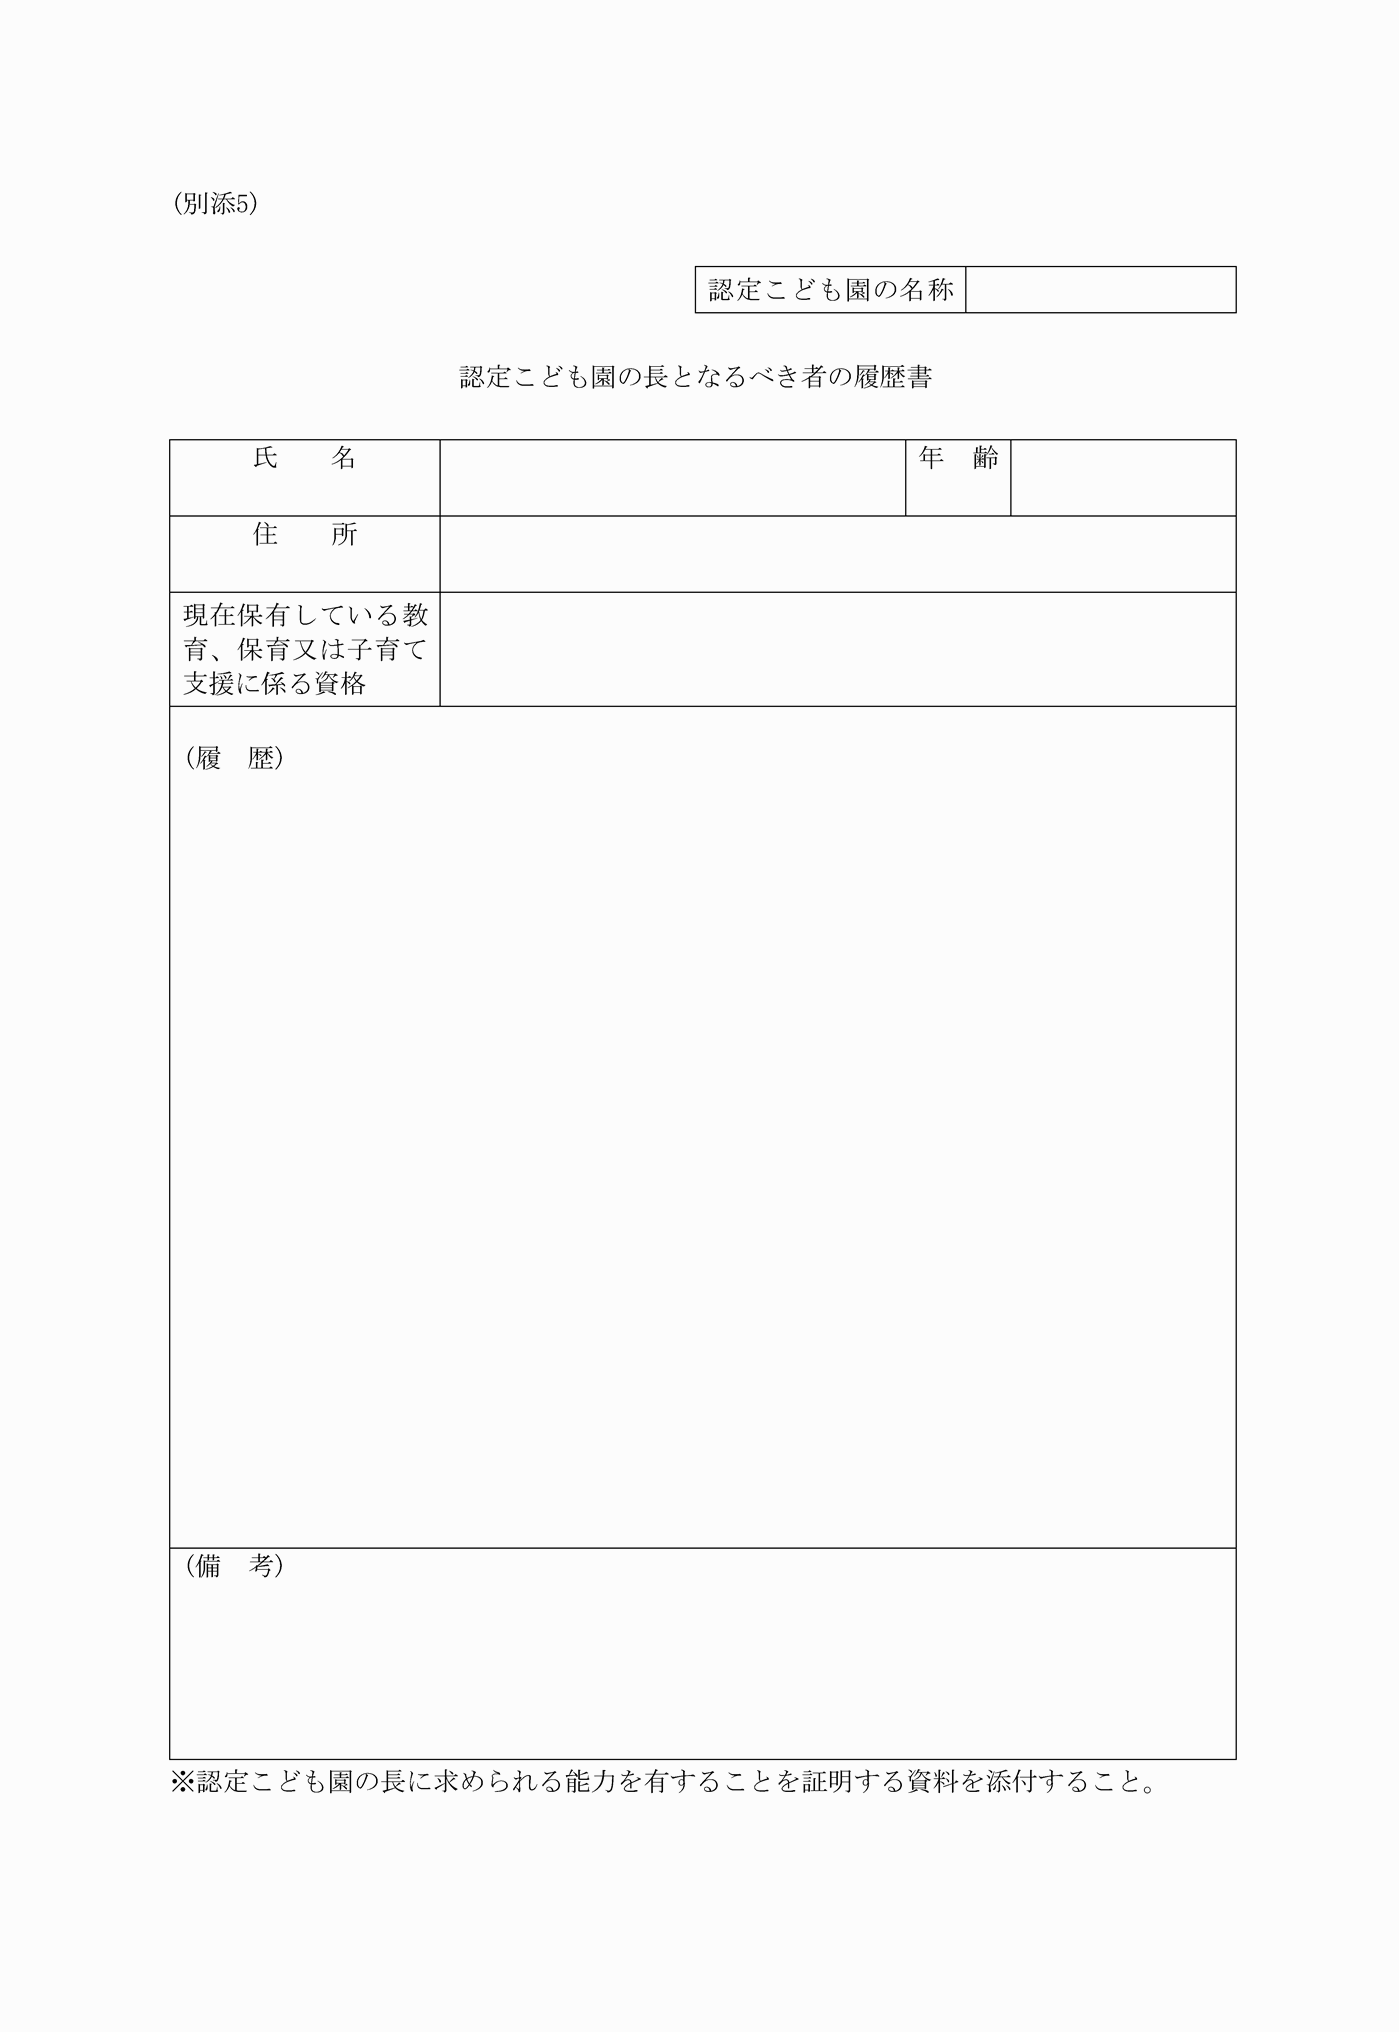 (別添5)
認定こども園の名称
認定こども園の長となるべき者の履歴書
氏　　名
年　齢
住　　所
現在保有している教
育、保育又は子育て
支援に係る資格
(履　歴)
(備　考)
※認定こども園の長に求められる能力を有することを証明する資料を添付すること。